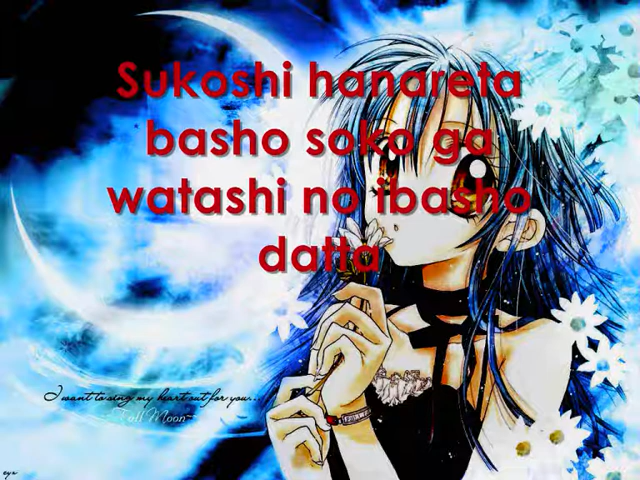 Sukoshi hanareta
basho soko ga
watashi no ibasho
datta
I want to sing my heart out for you..
Full Moon~
eya